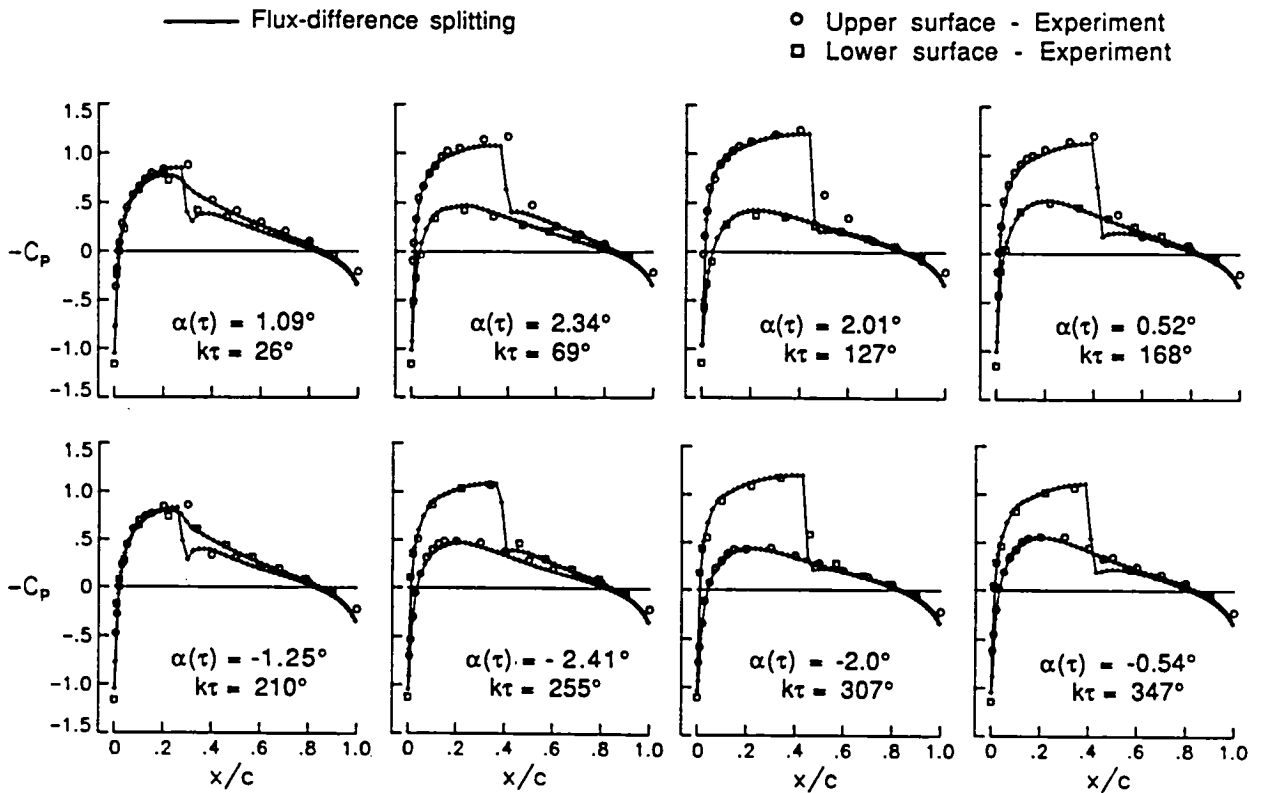 Flux-difference splitting
Upper surface - Experiment
Lower surface - Experiment
1.5
1.0
.5
0
-.5
-1.0
-1.5
-Cp
α(τ) = 1.09°
kτ = 26°
α(τ) = 2.34°
kτ = 69°
α(τ) = 2.01°
kτ = 127°
α(τ) = 0.52°
kτ = 168°
1.5
1.0
.5
0
-.5
-1.0
-1.5
-Cp
α(τ) = -1.25°
kτ = 210°
α(τ) = - 2.41°
kτ = 255°
α(τ) = -2.0°
kτ = 307°
α(τ) = -0.54°
kτ = 347°
0 .2 .4 .6 .8 1.0
x/c
0 .2 .4 .6 .8 1.0
x/c
0 .2 .4 .6 .8 1.0
x/c
0 .2 .4 .6 .8 1.0
x/c